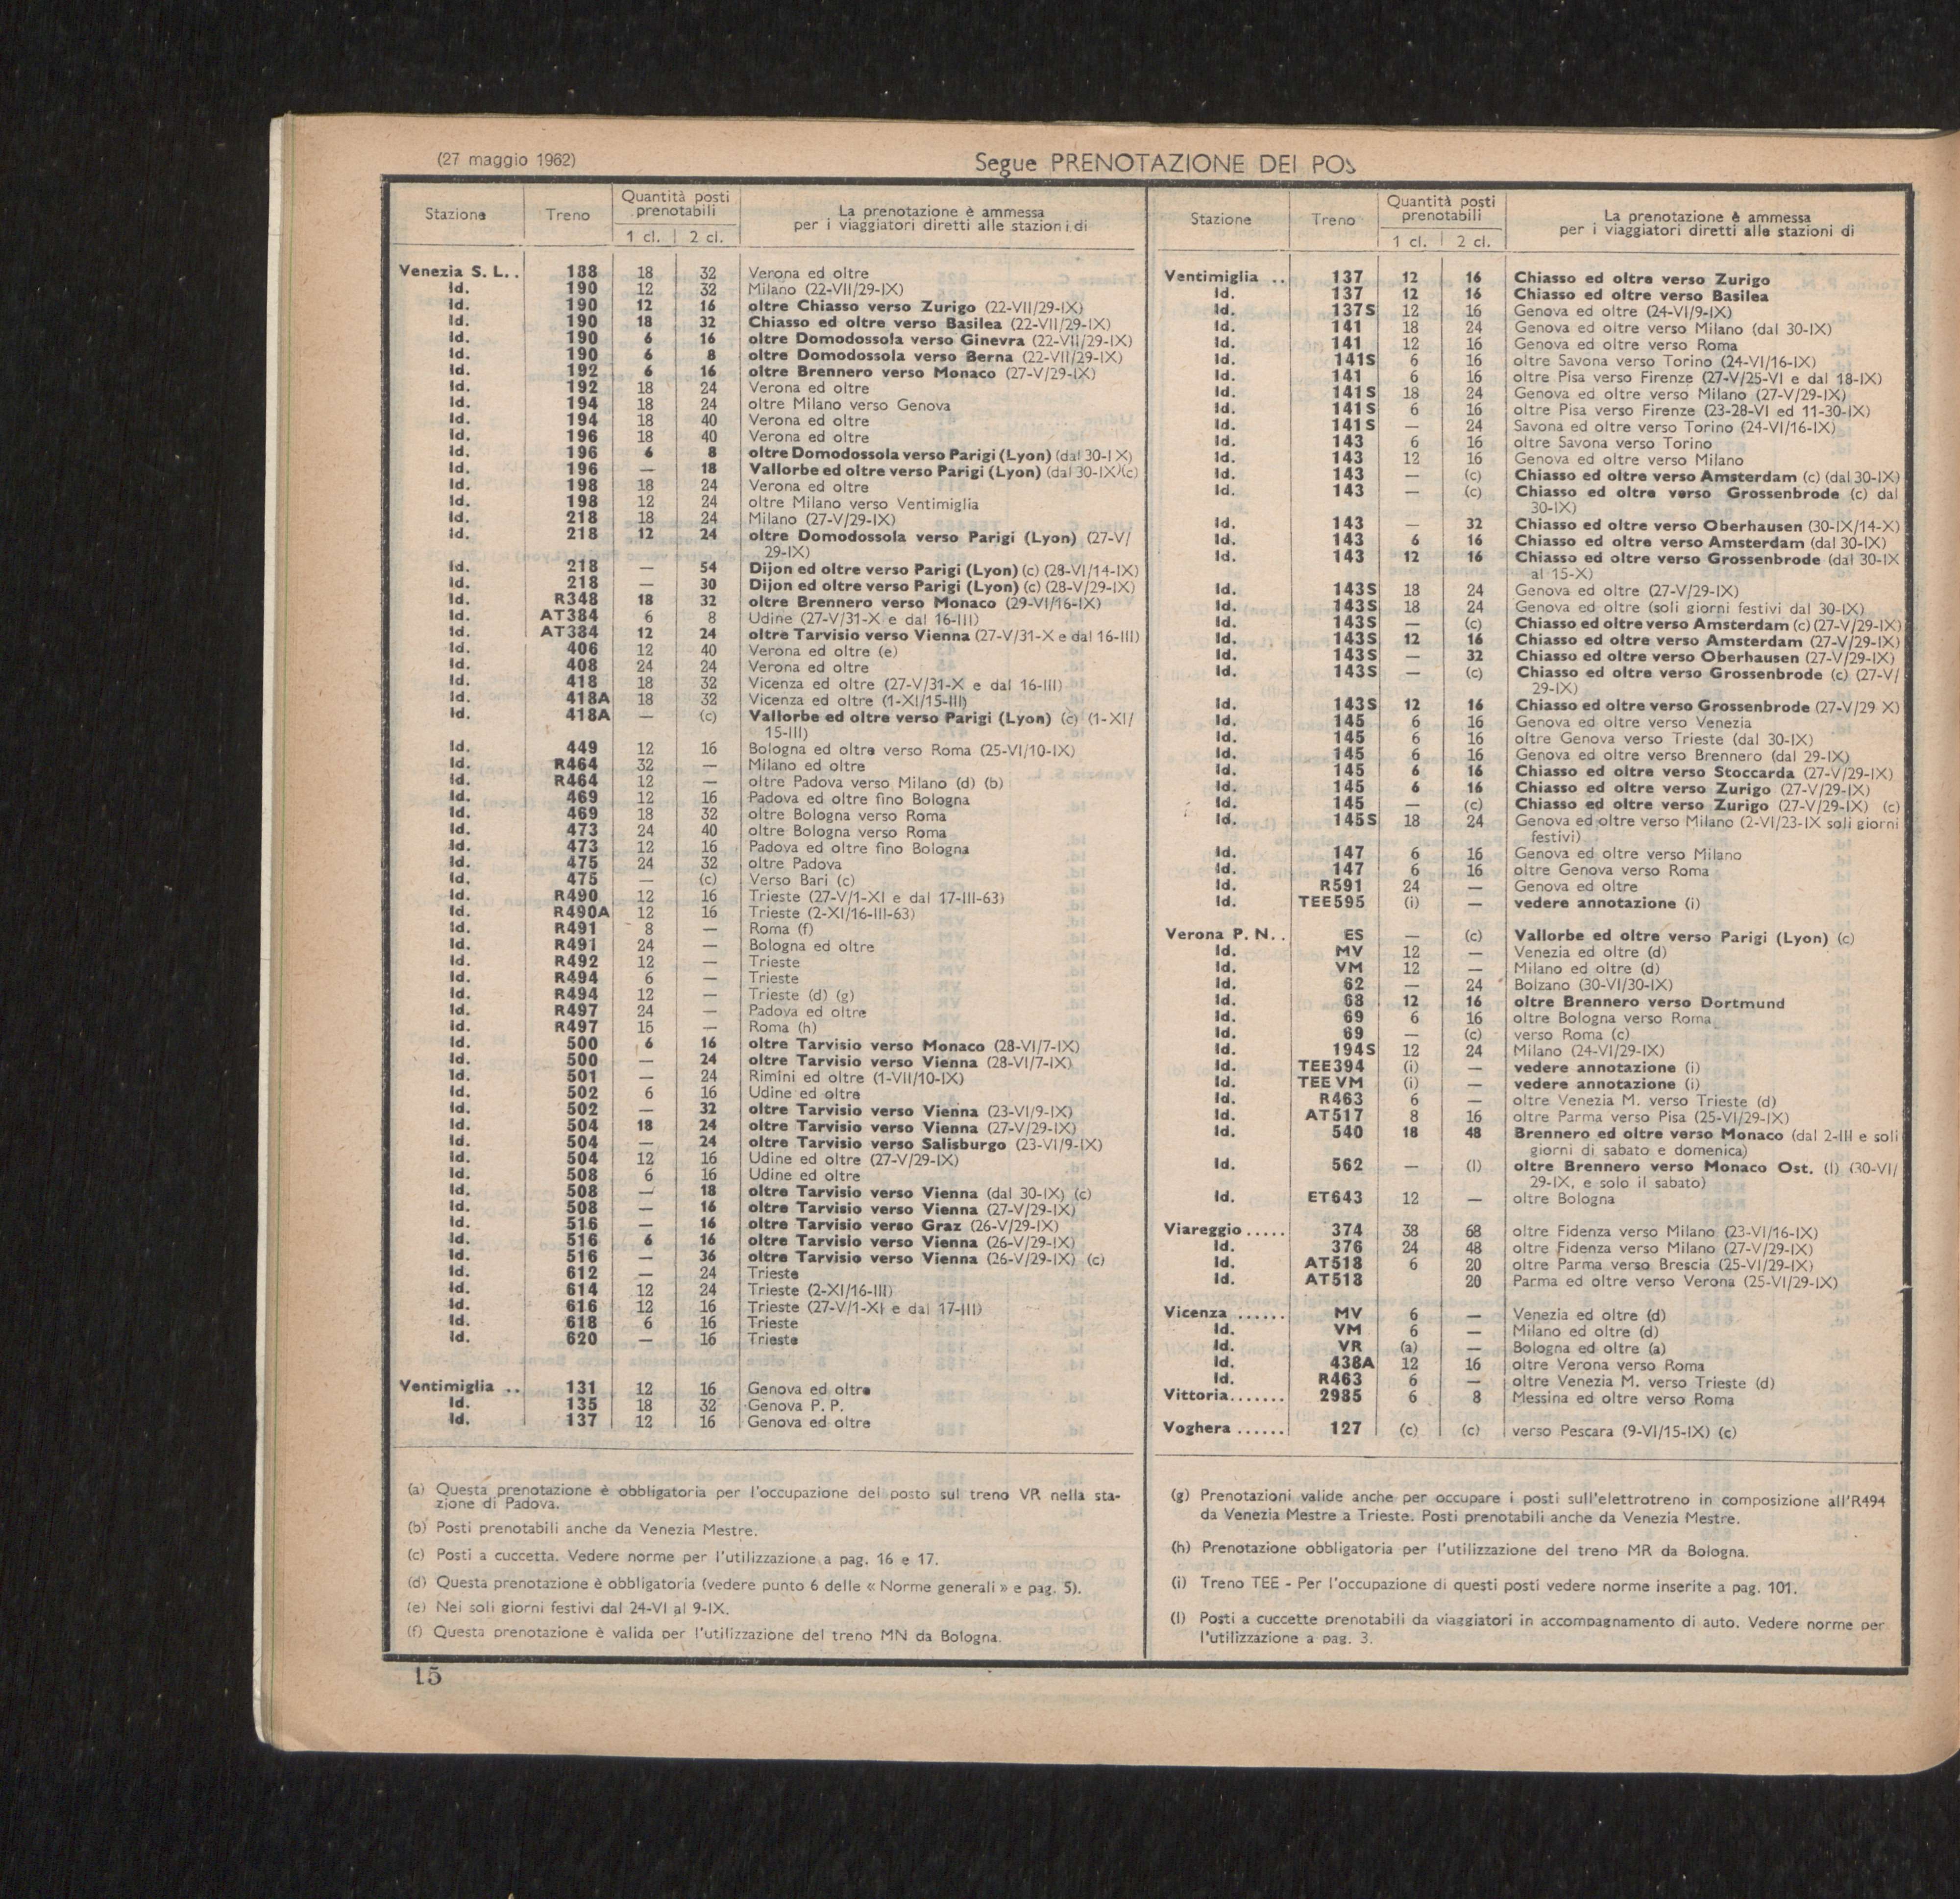 (27 maggio 1962)
Segue PRENOTAZIONE DEI POS
Stazione | Treno | Quantità posti prenotabili 1 cl. | 2 cl. | La prenotazione è ammessa per i viaggiatori diretti alle stazioni di
Venezia S. L. . 188 18 32 Verona ed oltre
Id. 190 12 32 Milano (22-VII/29-IX)
Id. 190 12 16 oltre Chiasso verso Zurigo (22-VII/29-IX)
Id. 190 18 32 Chiasso ed oltre verso Basilea (22-VII/29-IX)
Id. 190 6 16 oltre Domodossola verso Ginevra (22-VII/29-IX)
Id. 190 6 8 oltre Domodossola verso Berna (22-VII/29-IX)
Id. 192 6 16 oltre Brennero verso Monaco (27-V/29-IX)
Id. 192 18 24 Verona ed oltre
Id. 194 18 24 oltre Milano verso Genova
Id. 194 18 40 Verona ed oltre
Id. 196 18 40 Verona ed oltre
Id. 196 6 8 oltre Domodossola verso Parigi (Lyon) (dal 30-IX)
Id. 196 — 18 Vallorbe ed oltre verso Parigi (Lyon) (dal 30-IX)(c)
Id. 198 18 24 Verona ed oltre
Id. 198 12 24 oltre Milano verso Ventimiglia
Id. 218 18 24 Milano (27-V/29-IX)
Id. 218 12 24 oltre Domodossola verso Parigi (Lyon) (27-V/
29-IX)
Id. 218 — 54 Dijon ed oltre verso Parigi (Lyon) (c) (28-VI/14-IX)
Id. 218 — 30 Dijon ed oltre verso Parigi (Lyon) (c) (28-V/29-IX)
Id. R348 18 32 oltre Brennero verso Monaco (29-VI/16-IX)
Id. AT384 6 8 Udine (27-V/31-X e dal 16-III)
Id. AT384 12 24 oltre Tarvisio verso Vienna (27-V/31-X e dal 16-III)
Id. 406 12 40 Verona ed oltre (e)
Id. 408 24 24 Verona ed oltre
Id. 418 18 32 Vicenza ed oltre (27-V/31-X e dal 16-III)
Id. 418A 18 32 Vicenza ed oltre (1-XI/15-III)
Id. 418A — (c) Vallorbe ed oltre verso Parigi (Lyon) (c) (1-XI/
15-III)
Id. 449 12 16 Bologna ed oltre verso Roma (25-VI/10-IX)
Id. R464 32 — Milano ed oltre
Id. R464 12 — oltre Padova verso Milano (d) (b)
Id. 469 12 16 Padova ed oltre fino Bologna
Id. 469 18 32 oltre Bologna verso Roma
Id. 473 24 40 oltre Bologna verso Roma
Id. 473 12 16 Padova ed oltre fino Bologna
Id. 475 24 32 oltre Padova
Id. 475 — (c) Verso Bari (c)
Id. R490 12 16 Trieste (27-V/1-XI e dal 17-III-63)
Id. R490A 12 16 Trieste (2-XI/16-III-63)
Id. R491 8 — Roma (f)
Id. R491 24 — Bologna ed oltre
Id. R492 12 — Trieste
Id. R494 6 — Trieste
Id. R494 12 — Trieste (d) (g)
Id. R497 24 — Padova ed oltre
Id. R497 15 — Roma (h)
Id. 500 6 16 oltre Tarvisio verso Monaco (28-VI/7-IX)
Id. 500 — 24 oltre Tarvisio verso Vienna (28-VI/7-IX)
Id. 501 — 24 Rimini ed oltre (1-VII/10-IX)
Id. 502 6 16 Udine ed oltre
Id. 502 — 32 oltre Tarvisio verso Vienna (23-VI/9-IX)
Id. 504 18 24 oltre Tarvisio verso Vienna (27-V/29-IX)
Id. 504 — 24 oltre Tarvisio verso Salisburgo (23-VI/9-IX)
Id. 504 12 16 Udine ed oltre (27-V/29-IX)
Id. 508 6 16 Udine ed oltre
Id. 508 — 18 oltre Tarvisio verso Vienna (dal 30-IX) (c)
Id. 508 — 16 oltre Tarvisio verso Vienna (27-V/29-IX)
Id. 516 — 16 oltre Tarvisio verso Graz (26-V/29-IX)
Id. 516 6 16 oltre Tarvisio verso Vienna (26-V/29-IX)
Id. 516 — 36 oltre Tarvisio verso Vienna (26-V/29-IX) (c)
Id. 612 — 24 Trieste
Id. 614 12 24 Trieste (2-XI/16-III)
Id. 616 12 16 Trieste (27-V/1-XI e dal 17-III)
Id. 618 6 16 Trieste
Id. 620 — 16 Trieste
Ventimiglia . . 131 12 16 Genova ed oltre
Id. 135 18 32 Genova P. P.
Id. 137 12 16 Genova ed oltre
(a) Questa prenotazione è obbligatoria per l'occupazione del posto sul treno VR nella sta-
zione di Padova.
(b) Posti prenotabili anche da Venezia Mestre.
(c) Posti a cuccetta. Vedere norme per l'utilizzazione a pag. 16 e 17.
(d) Questa prenotazione è obbligatoria (vedere punto 6 delle « Norme generali » e pag. 5).
(e) Nei soli giorni festivi dal 24-VI al 9-IX.
(f) Questa prenotazione è valida per l'utilizzazione del treno MN da Bologna.
15
Stazione | Treno | Quantità posti prenotabili 1 cl. | 2 cl. | La prenotazione è ammessa per i viaggiatori diretti alle stazioni di
Ventimiglia . . 137 12 16 Chiasso ed oltre verso Zurigo
Id. 137 12 16 Chiasso ed oltre verso Basilea
Id. 137S 12 16 Genova ed oltre (24-VI/9-IX)
Id. 141 18 24 Genova ed oltre verso Milano (dal 30-IX)
Id. 141 12 16 Genova ed oltre verso Roma
Id. 141S 6 16 oltre Savona verso Torino (24-VI/16-IX)
Id. 141 6 16 oltre Pisa verso Firenze (27-V/25-VI e dal 18-IX)
Id. 141S 18 24 Genova ed oltre verso Milano (27-V/29-IX)
Id. 141S 6 16 oltre Pisa verso Firenze (23-28-VI ed 11-30-IX)
Id. 141S — 24 Savona ed oltre verso Torino (24-VI/16-IX)
Id. 143 6 16 oltre Savona verso Torino
Id. 143 12 16 Genova ed oltre verso Milano
Id. 143 — (c) Chiasso ed oltre verso Amsterdam (c) (dal 30-IX)
Id. 143 — (c) Chiasso ed oltre verso Grossenbrode (c) dal
30-IX)
Id. 143 — 32 Chiasso ed oltre verso Oberhausen (30-IX/14-X)
Id. 143 6 16 Chiasso ed oltre verso Amsterdam (dal 30-IX)
Id. 143 12 16 Chiasso ed oltre verso Grossenbrode (dal 30-IX
al 15-X)
Id. 143S 18 24 Genova ed oltre (27-V/29-IX)
Id. 143S 18 24 Genova ed oltre (soli giorni festivi dal 30-IX)
Id. 143S — (c) Chiasso ed oltre verso Amsterdam (c) (27-V/29-IX)
Id. 143S 12 16 Chiasso ed oltre verso Amsterdam (27-V/29-IX)
Id. 143S — 32 Chiasso ed oltre verso Oberhausen (27-V/29-IX)
Id. 143S — (c) Chiasso ed oltre verso Grossenbrode (c) (27-V/
29-IX)
Id. 143S 12 16 Chiasso ed oltre verso Grossenbrode (27-V/29 X)
Id. 145 6 16 Genova ed oltre verso Venezia
Id. 145 6 16 oltre Genova verso Trieste (dal 30-IX)
Id. 145 6 16 Genova ed oltre verso Brennero (dal 29-IX)
Id. 145 6 16 Chiasso ed oltre verso Stoccarda (27-V/29-IX)
Id. 145 6 16 Chiasso ed oltre verso Zurigo (27-V/29-IX)
Id. 145 — (c) Chiasso ed oltre verso Zurigo (27-V/29-IX) (c)
Id. 145S 18 24 Genova ed oltre verso Milano (2-VI/23-IX soli giorni
festivi)
Id. 147 6 16 Genova ed oltre verso Milano
Id. 147 6 16 oltre Genova verso Roma
Id. R591 24 — Genova ed oltre
Id. TEE595 (i) — vedere annotazione (i)
Verona P. N. . ES — (c) Vallorbe ed oltre verso Parigi (Lyon) (c)
Id. MV 12 — Venezia ed oltre (d)
Id. VM 12 — Milano ed oltre (d)
Id. 62 — 24 Bolzano (30-VI/30-IX)
Id. 68 12 16 oltre Brennero verso Dortmund
Id. 69 6 16 oltre Bologna verso Roma
Id. 69 — (c) verso Roma (c)
Id. 194S 12 24 Milano (24-VI/29-IX)
Id. TEE394 (i) — vedere annotazione (i)
Id. TEE VM (i) — vedere annotazione (i)
Id. R463 6 — oltre Venezia M. verso Trieste (d)
Id. AT517 8 16 oltre Parma verso Pisa (25-VI/29-IX)
Id. 540 18 48 Brennero ed oltre verso Monaco (dal 2-III e soli
giorni di sabato e domenica)
Id. 562 — (l) oltre Brennero verso Monaco Ost. (l) (30-VI/
29-IX, e solo il sabato)
Id. ET643 12 — oltre Bologna
Viareggio ..... 374 38 68 oltre Fidenza verso Milano (23-VI/16-IX)
Id. 376 24 48 oltre Fidenza verso Milano (27-V/29-IX)
Id. AT518 6 20 oltre Parma verso Brescia (25-VI/29-IX)
Id. AT518 20 Parma ed oltre verso Verona (25-VI/29-IX)
Vicenza ...... MV 6 — Venezia ed oltre (d)
Id. VM 6 — Milano ed oltre (d)
Id. VR (a) — Bologna ed oltre (a)
Id. 438A 12 16 oltre Verona verso Roma
Id. R463 6 — oltre Venezia M. verso Trieste (d)
Vittoria....... 2985 6 8 Messina ed oltre verso Roma
Voghera ...... 127 (c) (c) verso Pescara (9-VI/15-IX) (c)
(g) Prenotazioni valide anche per occupare i posti sull'elettrotreno in composizione all'R494
da Venezia Mestre a Trieste. Posti prenotabili anche da Venezia Mestre.
(h) Prenotazione obbligatoria per l'utilizzazione del treno MR da Bologna.
(i) Treno TEE - Per l'occupazione di questi posti vedere norme inserite a pag. 101.
(l) Posti a cuccette prenotabili da viaggiatori in accompagnamento di auto. Vedere norme per
l'utilizzazione a pag. 3.